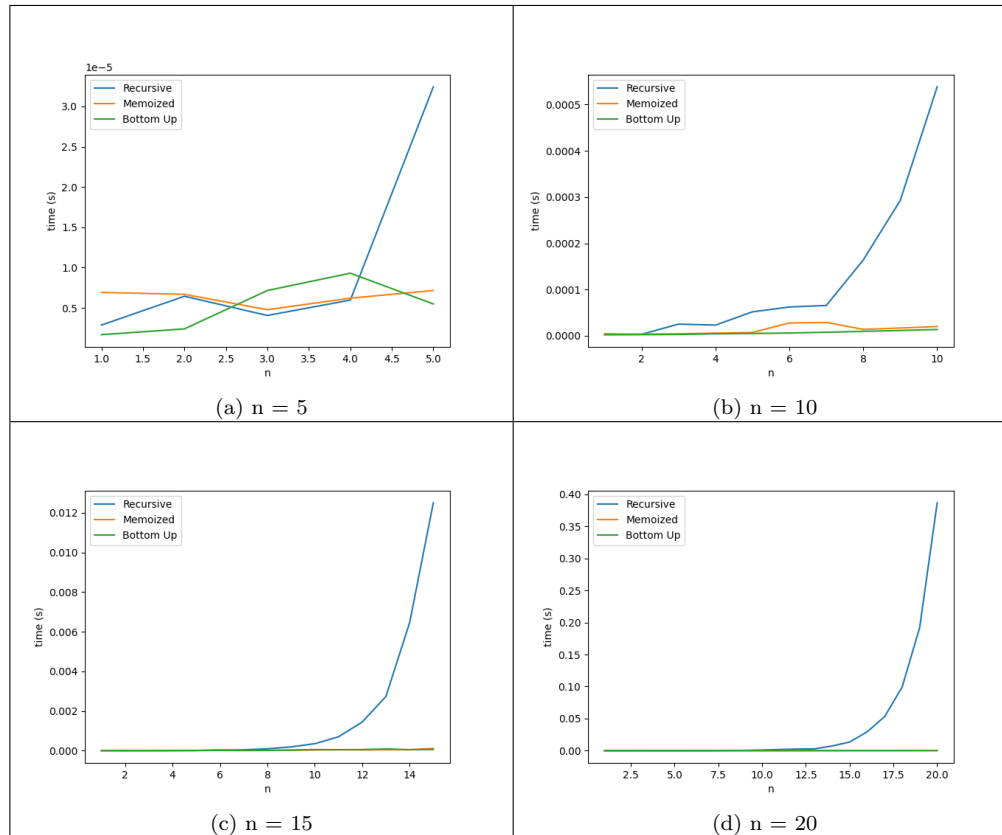 1e−5
3.0
2.5
2.0
1.5
1.0
0.5
time (s)
Recursive
Memoized
Bottom Up
1.0 1.5 2.0 2.5 3.0 3.5 4.0 4.5 5.0
n
(a) n = 5
0.0005
0.0004
0.0003
0.0002
0.0001
0.0000
time (s)
Recursive
Memoized
Bottom Up
2 4 6 8 10
n
(b) n = 10
0.012
0.010
0.008
0.006
0.004
0.002
0.000
time (s)
Recursive
Memoized
Bottom Up
2 4 6 8 10 12 14
n
(c) n = 15
0.40
0.35
0.30
0.25
0.20
0.15
0.10
0.05
0.00
time (s)
Recursive
Memoized
Bottom Up
2.5 5.0 7.5 10.0 12.5 15.0 17.5 20.0
n
(d) n = 20